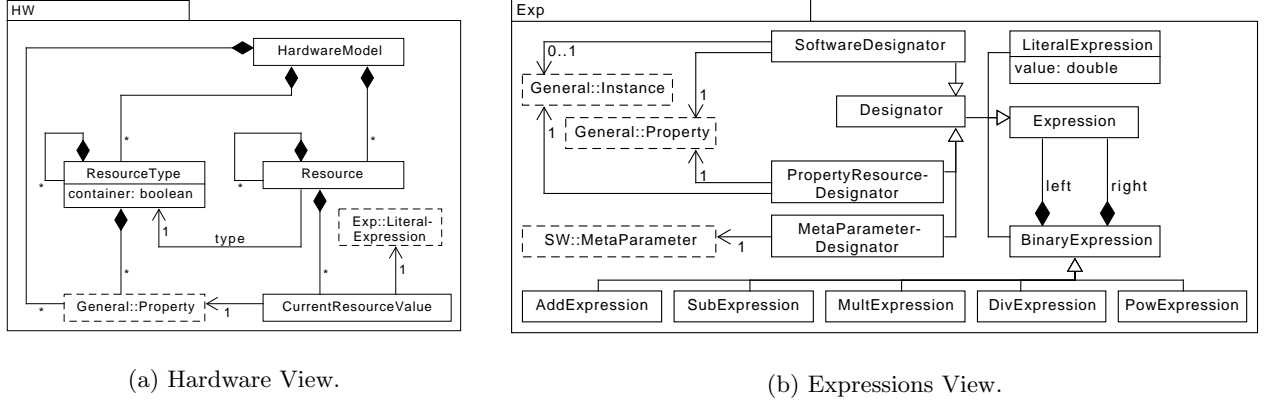 HW
HardwareModel
*
*
ResourceType
container: boolean
*
Resource
*
type
1
Exp::Literal-
Expression
*
*
1
General::Property
*
1
CurrentResourceValue
(a) Hardware View.
Exp
SoftwareDesignator
0..1
General::Instance
1
General::Property
1
1
PropertyResource-
Designator
LiteralExpression
value: double
Designator
Expression
left
right
SW::MetaParameter
1
MetaParameter-
Designator
BinaryExpression
AddExpression
SubExpression
MultExpression
DivExpression
PowExpression
(b) Expressions View.